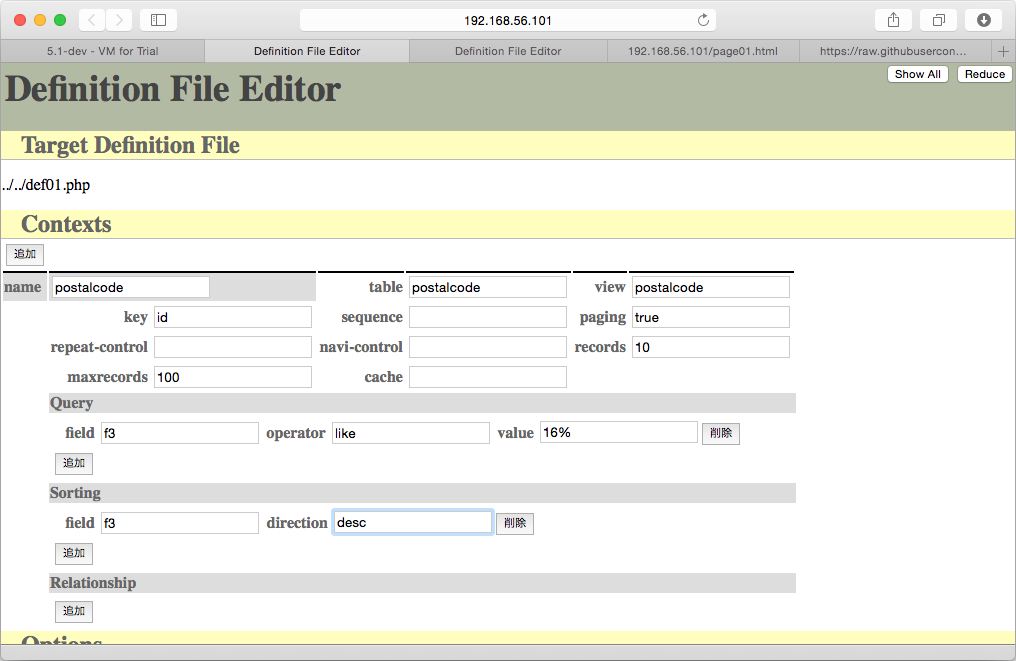 192.168.56.101
5.1-dev - VM for Trial Definition File Editor Definition File Editor 192.168.56.101/page01.html https://raw.githubusercon...
Show All Reduce
Definition File Editor
Target Definition File
../../def01.php
Contexts
追加
name postalcode table postalcode view postalcode
key id sequence paging true
repeat-control navi-control records 10
maxrecords 100 cache
Query
field f3 operator like value 16% 削除
追加
Sorting
field f3 direction desc 削除
追加
Relationship
追加
Options